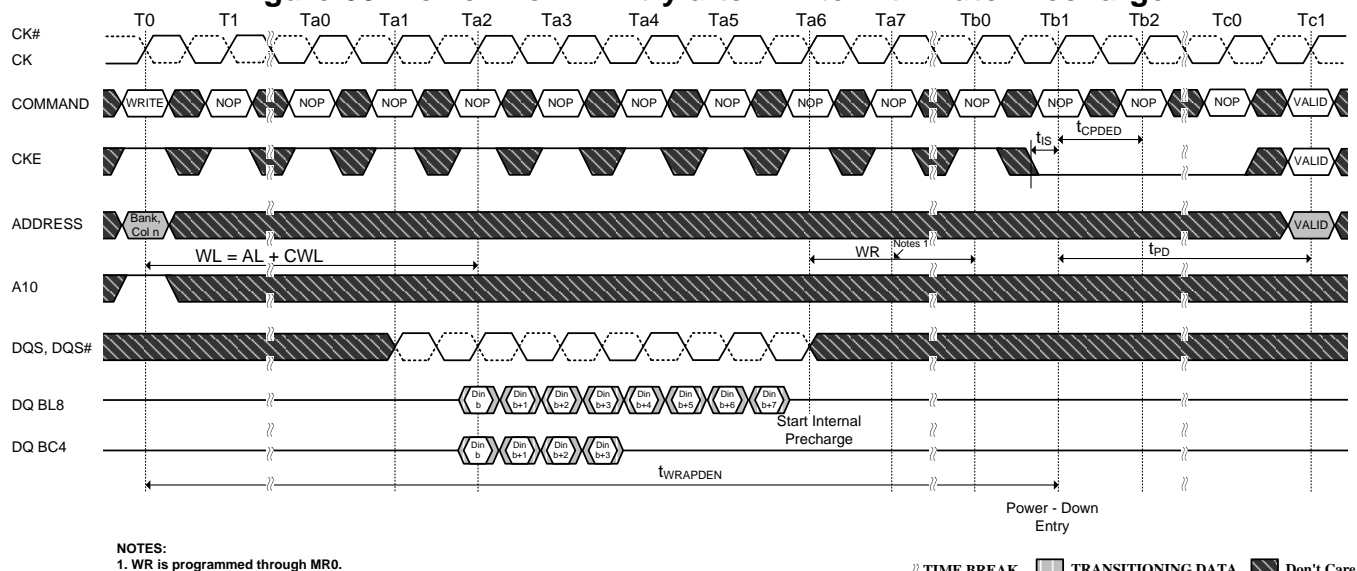 T0 T1 Ta0 Ta1 Ta2 Ta3 Ta4 Ta5 Ta6 Ta7 Tb0 Tb1 Tb2 Tc0 Tc1
CK#
CK
COMMAND WRITE NOP NOP NOP NOP NOP NOP NOP NOP NOP NOP NOP NOP NOP VALID
tIS tCPDED
CKE VALID
ADDRESS Bank, Col n VALID
WL = AL + CWL WR Notes 1 tPD
A10
DQS, DQS#
DQ BL8 Din b Din b+1 Din b+2 Din b+3 Din b+4 Din b+5 Din b+6 Din b+7
Start Internal
Precharge
DQ BC4 Din b Din b+1 Din b+2 Din b+3
tWRAPDEN
Power - Down
Entry
NOTES:
1. WR is programmed through MR0.
TIME BREAK TRANSITIONING DATA Don't Care